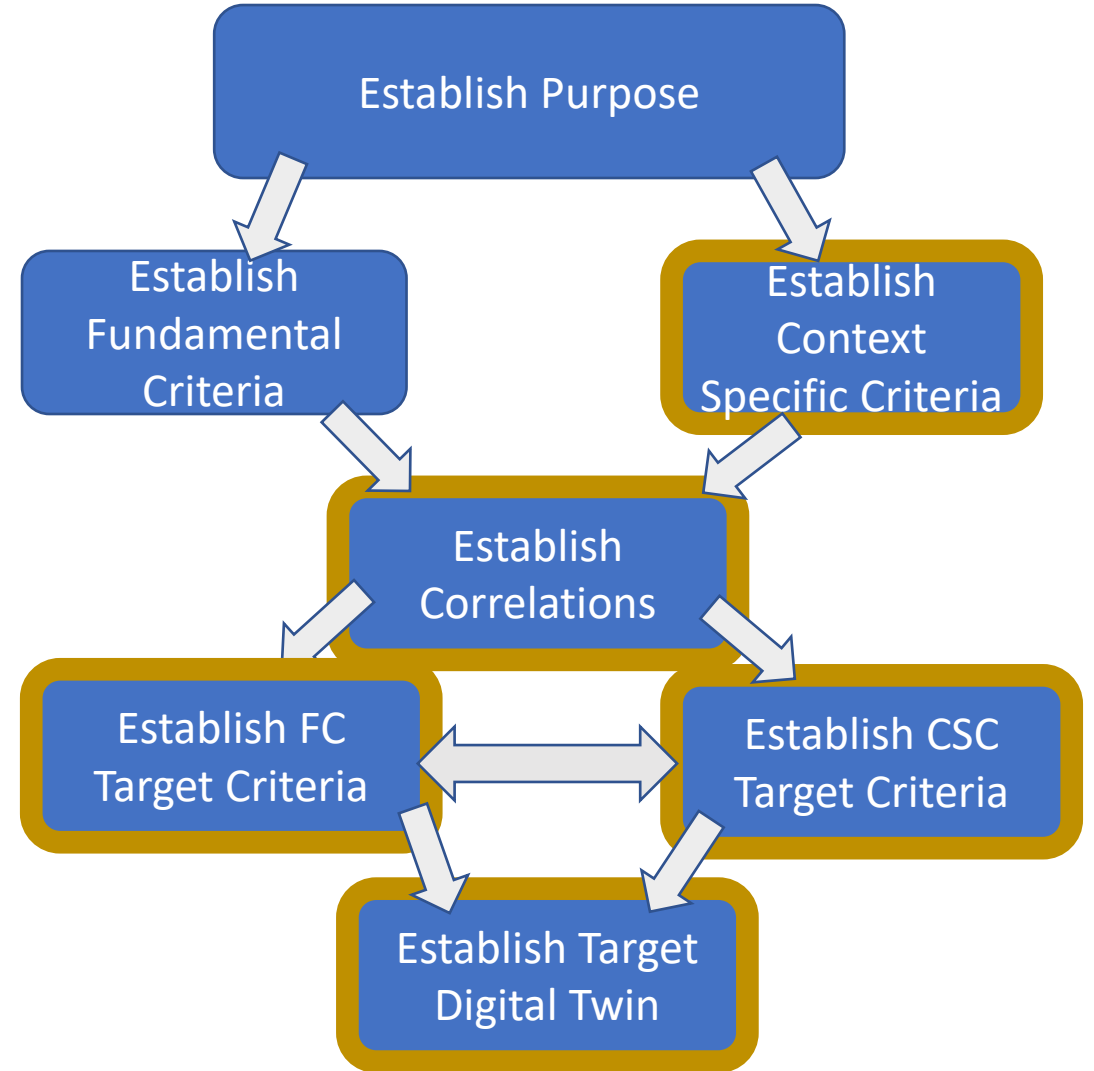 Establish Purpose
Establish
Fundamental
Criteria
Establish
Context
Specific Criteria
Establish
Correlations
Establish FC
Target Criteria
Establish CSC
Target Criteria
Establish Target
Digital Twin